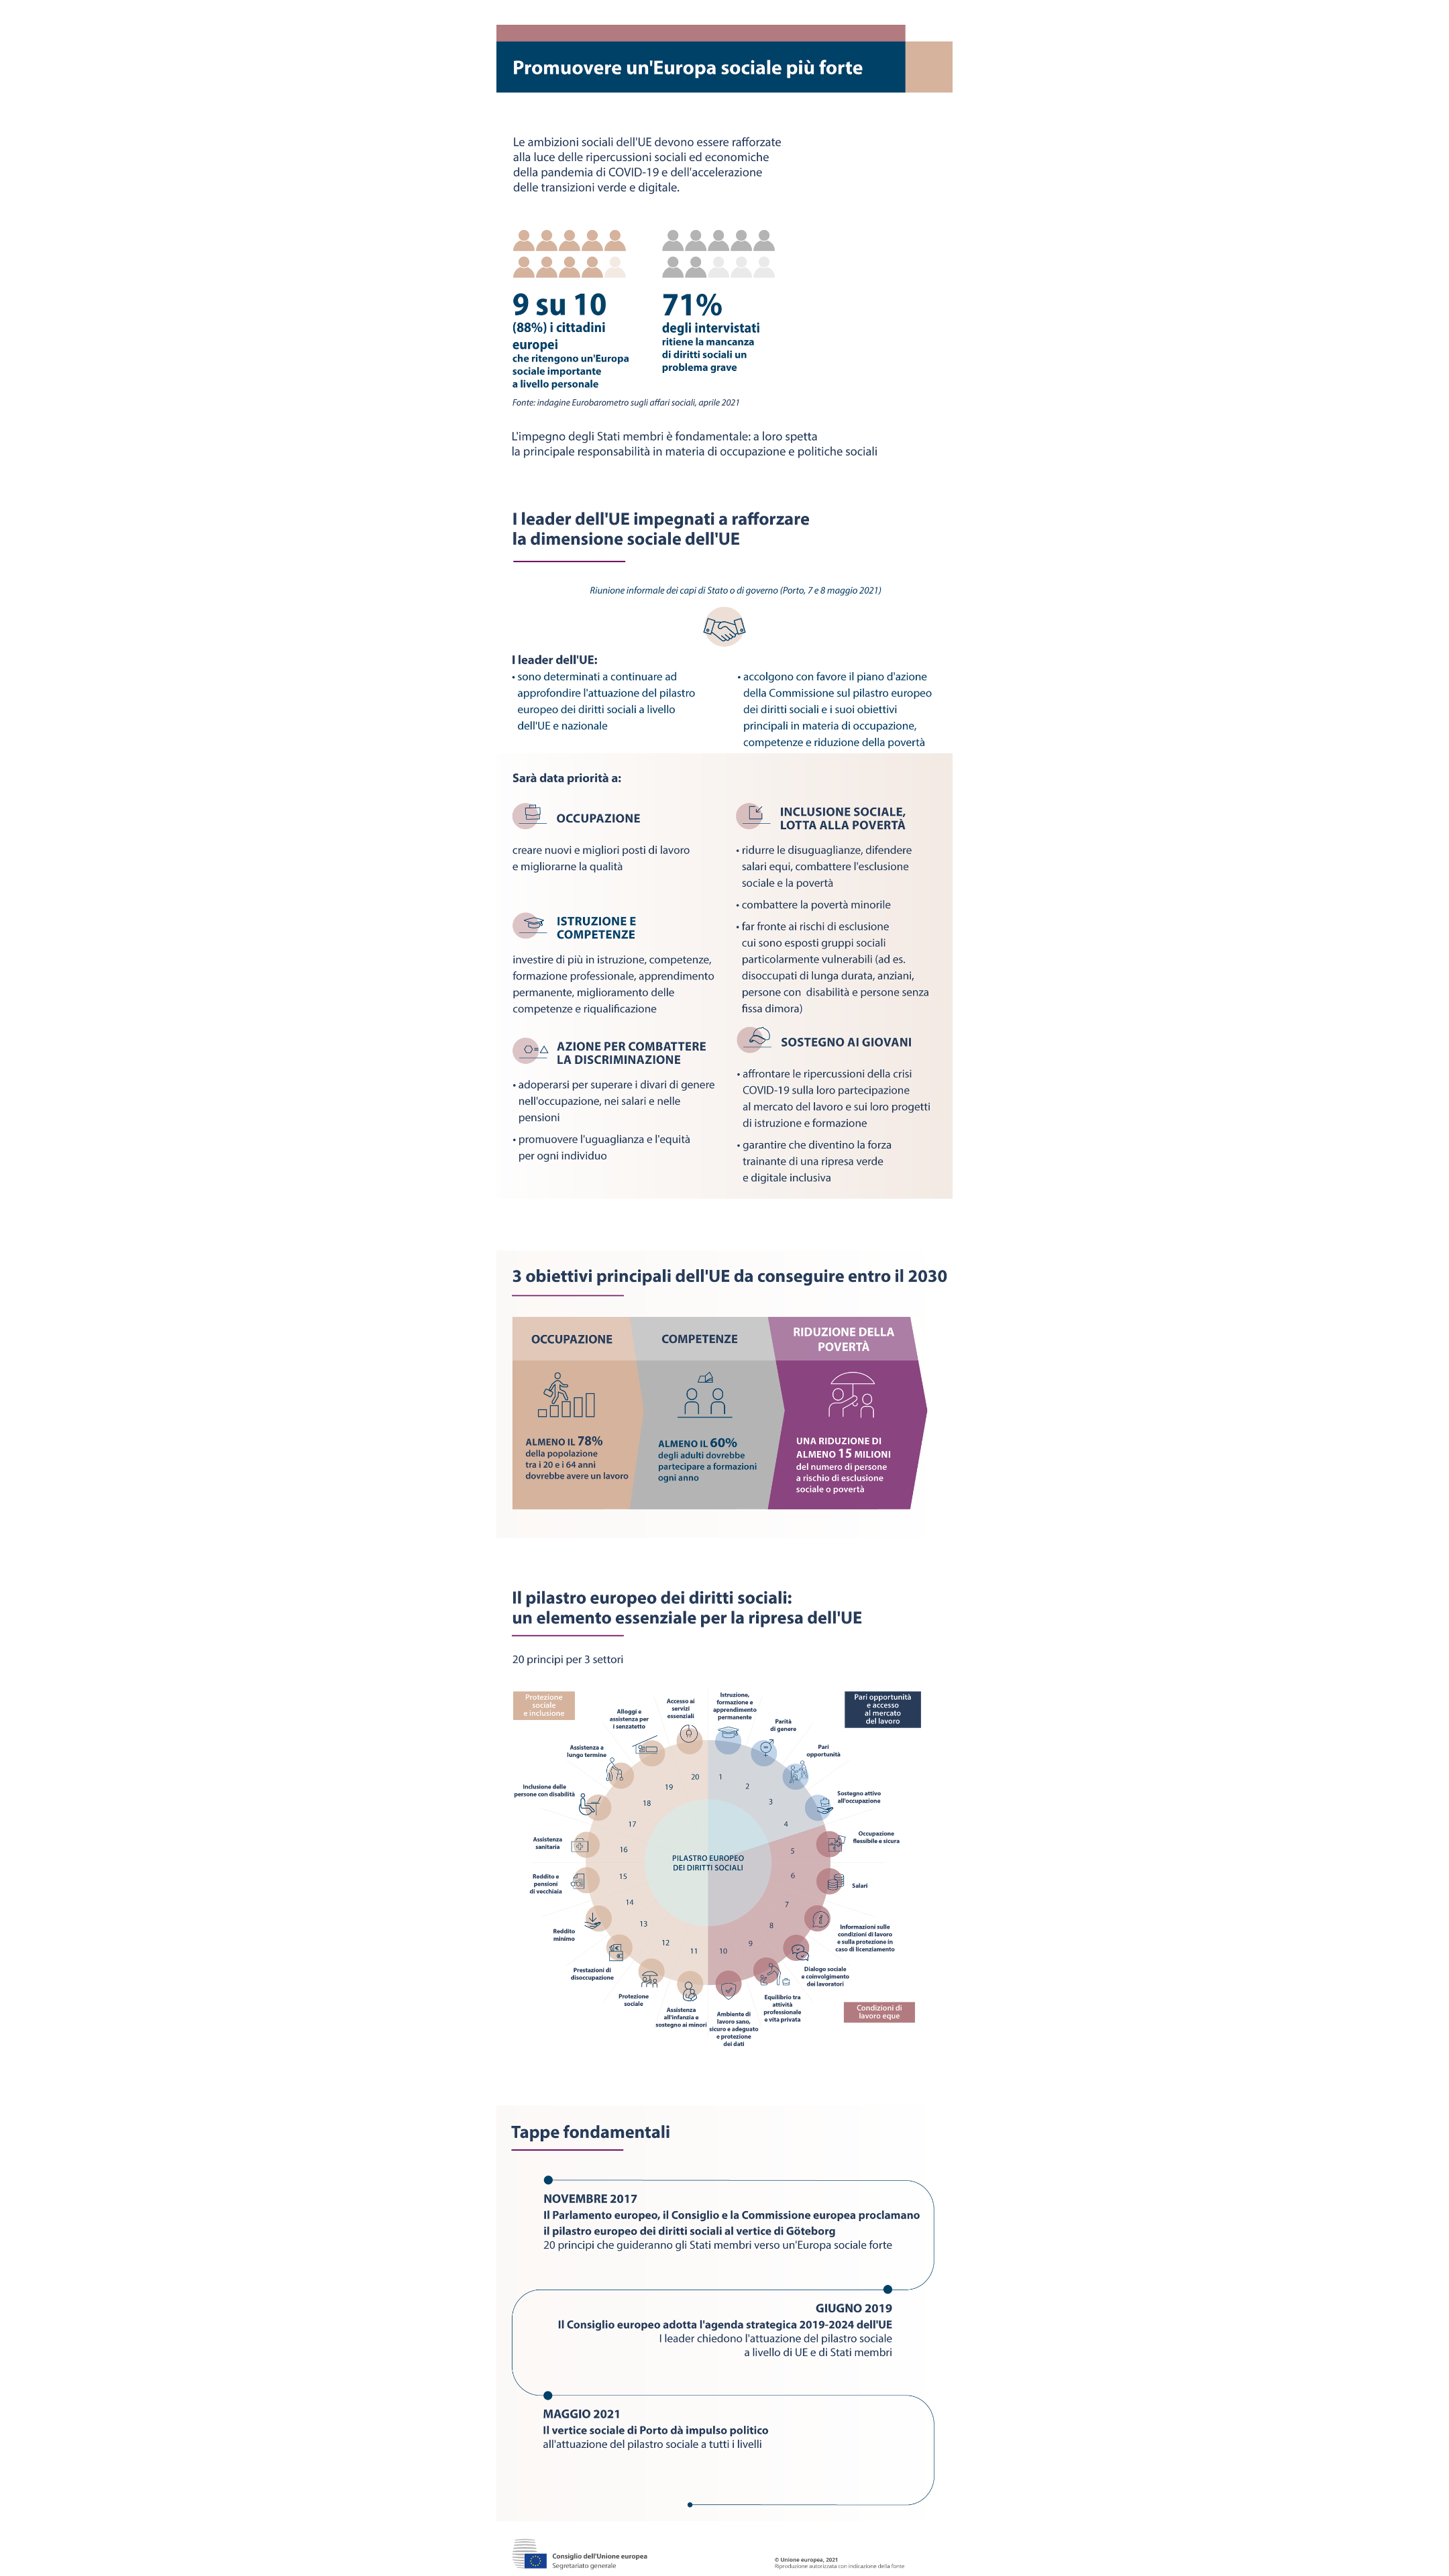 Promuovere un'Europa sociale più forte
Le ambizioni sociali dell'UE devono essere rafforzate
alla luce delle ripercussioni sociali ed economiche
della pandemia di COVID-19 e dell'accelerazione
delle transizioni verde e digitale.
9 su 10
(88%) i cittadini
europei
che ritengono un'Europa
sociale importante
a livello personale
71%
degli intervistati
ritiene la mancanza
di diritti sociali un
problema grave
Fonte: indagine Eurobarometro sugli affari sociali, aprile 2021
L'impegno degli Stati membri è fondamentale: a loro spetta
la principale responsabilità in materia di occupazione e politiche sociali
I leader dell'UE impegnati a rafforzare
la dimensione sociale dell'UE
Riunione informale dei capi di Stato o di governo (Porto, 7 e 8 maggio 2021)
I leader dell'UE:
• sono determinati a continuare ad
approfondire l'attuazione del pilastro
europeo dei diritti sociali a livello
dell'UE e nazionale
• accolgono con favore il piano d'azione
della Commissione sul pilastro europeo
dei diritti sociali e i suoi obiettivi
principali in materia di occupazione,
competenze e riduzione della povertà
Sarà data priorità a:
OCCUPAZIONE
creare nuovi e migliori posti di lavoro
e migliorarne la qualità
ISTRUZIONE E
COMPETENZE
investire di più in istruzione, competenze,
formazione professionale, apprendimento
permanente, miglioramento delle
competenze e riqualificazione
AZIONE PER COMBATTERE
LA DISCRIMINAZIONE
• adoperarsi per superare i divari di genere
nell'occupazione, nei salari e nelle
pensioni
• promuovere l'uguaglianza e l'equità
per ogni individuo
INCLUSIONE SOCIALE,
LOTTA ALLA POVERTÀ
• ridurre le disuguaglianze, difendere
salari equi, combattere l'esclusione
sociale e la povertà
• combattere la povertà minorile
• far fronte ai rischi di esclusione
cui sono esposti gruppi sociali
particolarmente vulnerabili (ad es.
disoccupati di lunga durata, anziani,
persone con disabilità e persone senza
fissa dimora)
SOSTEGNO AI GIOVANI
• affrontare le ripercussioni della crisi
COVID-19 sulla loro partecipazione
al mercato del lavoro e sui loro progetti
di istruzione e formazione
• garantire che diventino la forza
trainante di una ripresa verde
e digitale inclusiva
3 obiettivi principali dell'UE da conseguire entro il 2030
OCCUPAZIONE
ALMENO IL 78%
della popolazione
tra i 20 e i 64 anni
dovrebbe avere un lavoro
COMPETENZE
ALMENO IL 60%
degli adulti dovrebbe
partecipare a formazioni
ogni anno
RIDUZIONE DELLA
POVERTÀ
UNA RIDUZIONE DI
ALMENO 15 MILIONI
del numero di persone
a rischio di esclusione
sociale o povertà
Il pilastro europeo dei diritti sociali:
un elemento essenziale per la ripresa dell'UE
20 principi per 3 settori
Protezione
sociale
e inclusione
Pari opportunità
e accesso
al mercato
del lavoro
Condizioni di
lavoro eque
PILASTRO EUROPEO
DEI DIRITTI SOCIALI
1
Istruzione,
formazione e
apprendimento
permanente
2
Parità
di genere
3
Pari
opportunità
4
Sostegno attivo
all'occupazione
5
Occupazione
flessibile e sicura
6
Salari
7
Informazioni sulle
condizioni di lavoro
e sulla protezione in
caso di licenziamento
8
Dialogo sociale
e coinvolgimento
dei lavoratori
9
Equilibrio tra
attività
professionale
e vita privata
10
Ambiente di
lavoro sano,
sicuro e adeguato
e protezione
dei dati
11
Assistenza
all'infanzia e
sostegno ai minori
12
Protezione
sociale
13
Prestazioni di
disoccupazione
14
Reddito
minimo
15
Reddito e
pensioni
di vecchiaia
16
Assistenza
sanitaria
17
Inclusione delle
persone con disabilità
18
Assistenza a
lungo termine
19
Alloggi e
assistenza per
i senzatetto
20
Accesso ai
servizi
essenziali
Tappe fondamentali
NOVEMBRE 2017
Il Parlamento europeo, il Consiglio e la Commissione europea proclamano
il pilastro europeo dei diritti sociali al vertice di Göteborg
20 principi che guideranno gli Stati membri verso un'Europa sociale forte
GIUGNO 2019
Il Consiglio europeo adotta l'agenda strategica 2019-2024 dell'UE
I leader chiedono l'attuazione del pilastro sociale
a livello di UE e di Stati membri
MAGGIO 2021
Il vertice sociale di Porto dà impulso politico
all'attuazione del pilastro sociale a tutti i livelli
Consiglio dell'Unione europea
Segretariato generale
© Unione europea, 2021
Riproduzione autorizzata con indicazione della fonte